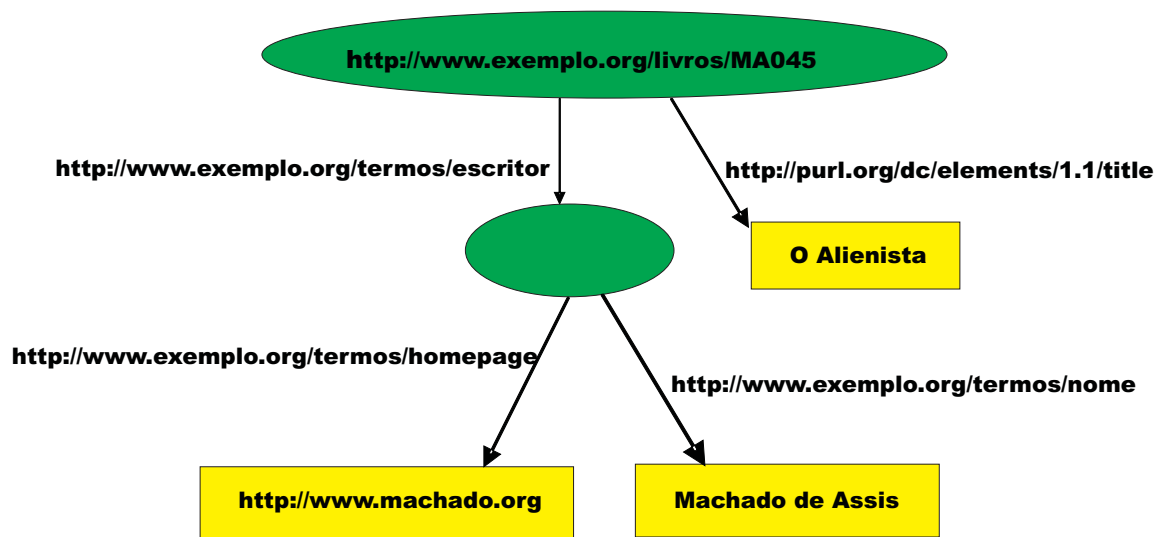 http://www.exemplo.org/livros/MA045
http://www.exemplo.org/termos/escritor
http://purl.org/dc/elements/1.1/title
O Alienista
http://www.exemplo.org/termos/homepage
http://www.exemplo.org/termos/nome
http://www.machado.org
Machado de Assis